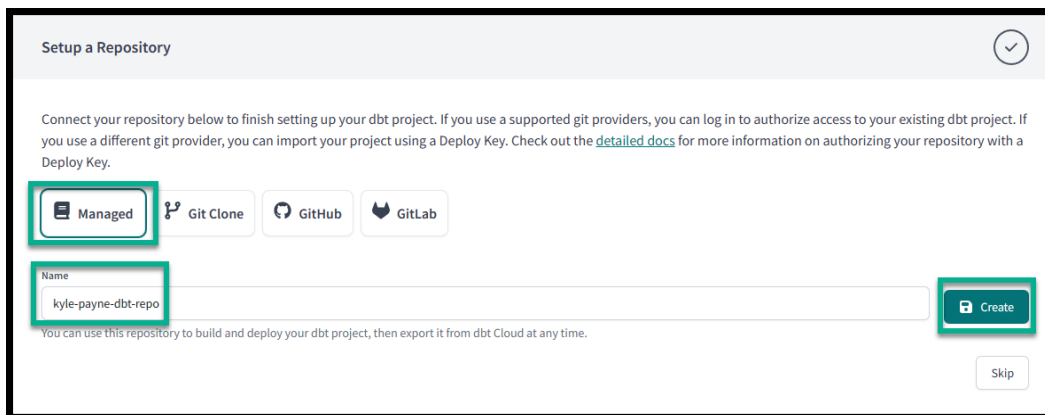 Setup a Repository
Connect your repository below to finish setting up your dbt project. If you use a supported git providers, you can log in to authorize access to your existing dbt project. If
you use a different git provider, you can import your project using a Deploy Key. Check out the detailed docs for more information on authorizing your repository with a
Deploy Key.
Managed Git Clone GitHub GitLab
Name
kyle-payne-dbt-repo
Create
You can use this repository to build and deploy your dbt project, then export it from dbt Cloud at any time.
Skip